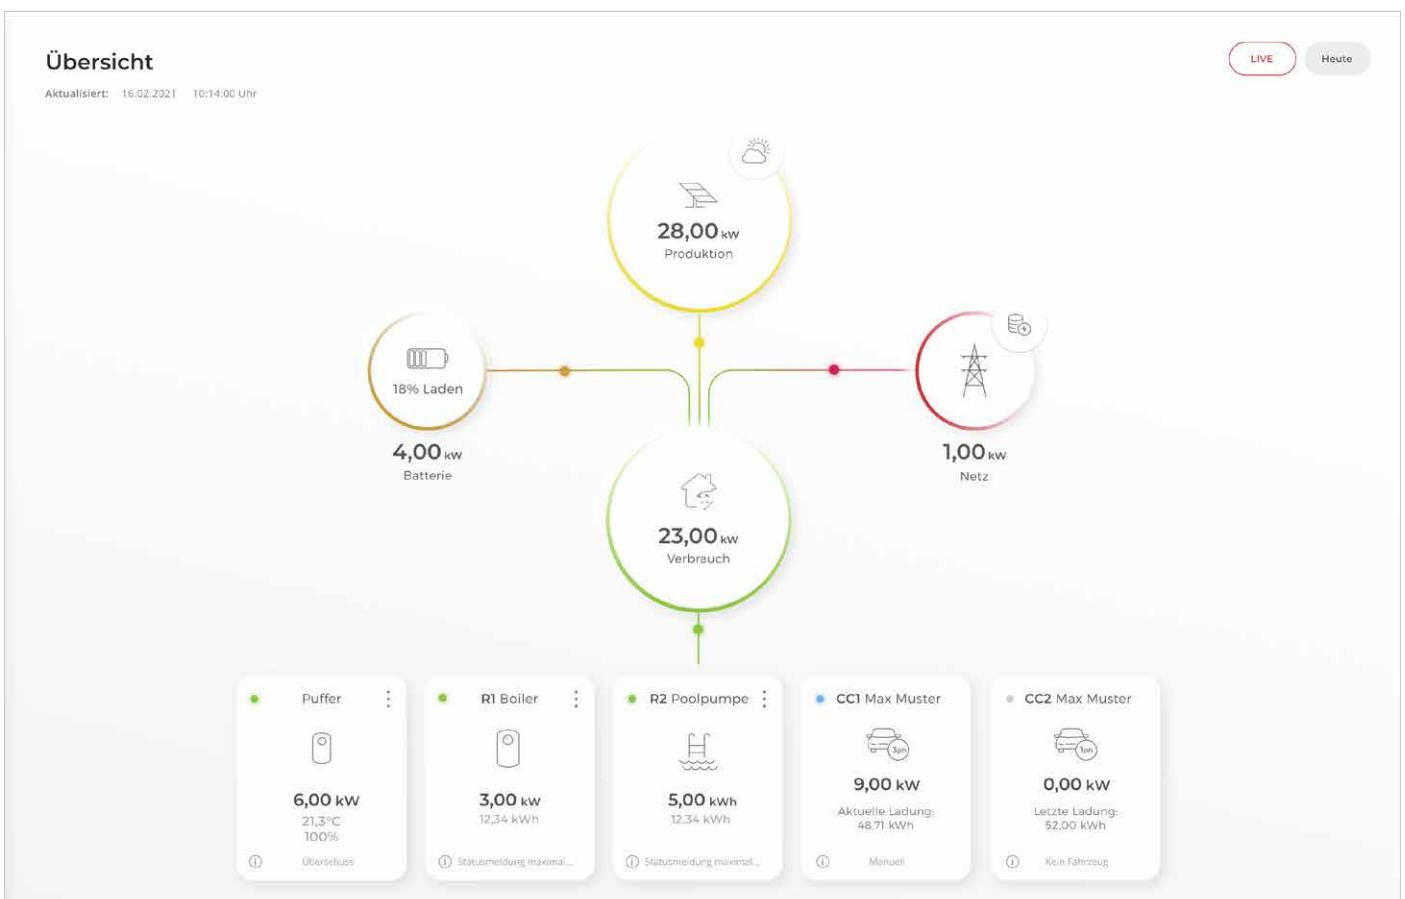 Übersicht
LIVE
Heute
Aktualisiert: 16.02.2021 10:14:00 Uhr
28,00 kW
Produktion
18% Laden
4,00 kW
Batterie
1,00 kW
Netz
23,00 kW
Verbrauch
Puffer
6,00 kW
21,3°C
100%
Überschuss
R1 Boiler
3,00 kW
12,34 kWh
Statusmeldung maximal...
R2 Poolpumpe
5,00 kWh
12,34 kWh
Statusmeldung maximal...
CC1 Max Muster
3ph
9,00 kW
Aktuelle Ladung:
48,71 kWh
Manuell
CC2 Max Muster
1ph
0,00 kW
Letzte Ladung:
52,00 kWh
Kein Fahrzeug